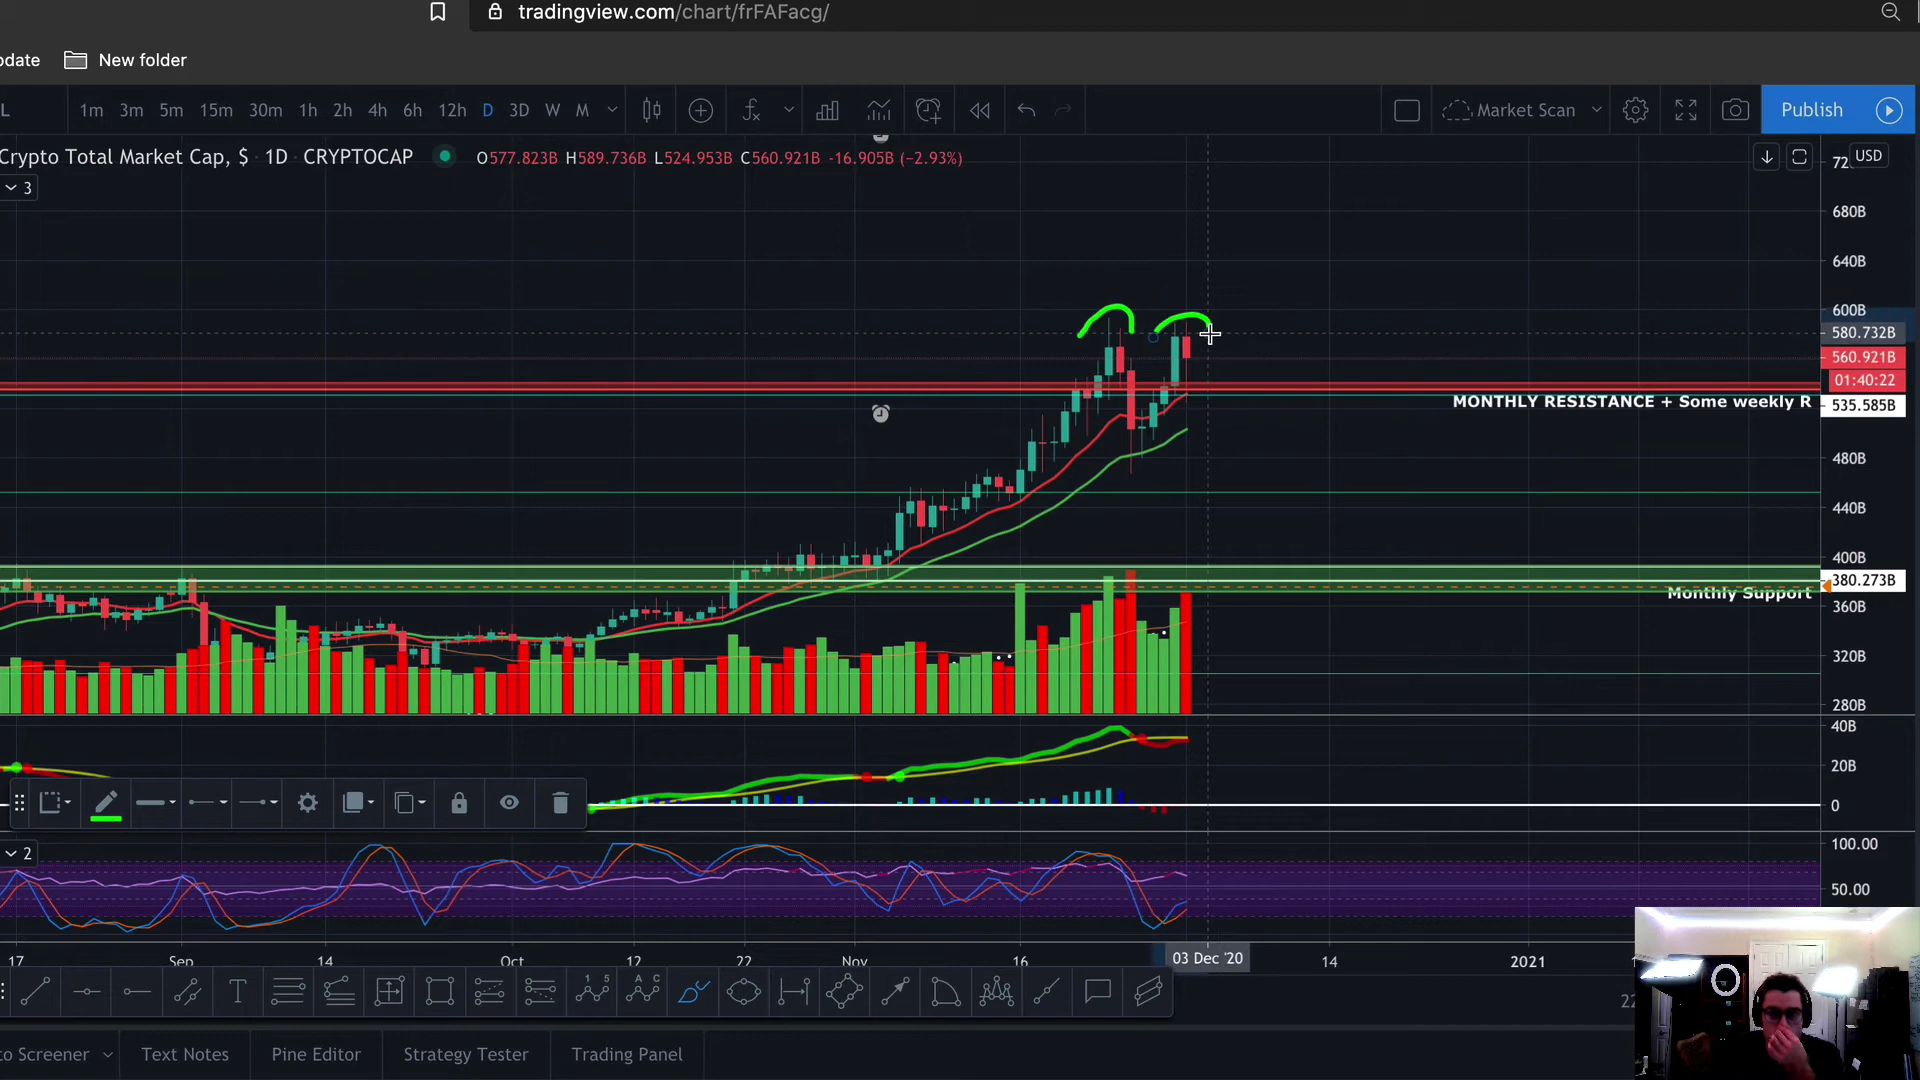 tradingview.com/chart/frFAFacg/
pdate New folder
L 1m 3m 5m 15m 30m 1h 2h 4h 6h 12h D 3D W M Market Scan Publish
Crypto Total Market Cap, $ · 1D · CRYPTOCAP O577.823B H589.736B L524.953B C560.921B -16.905B (−2.93%)
USD
72
3
680B
640B
600B
580.732B
560.921B
01:40:22
MONTHLY RESISTANCE + Some weekly R 535.585B
480B
440B
400B
380.273B
Monthly Support
360B
320B
280B
40B
20B
0
2
100.00
50.00
17 Sep 14 Oct 12 22 Nov 16 03 Dec '20 14 2021
T
1 5
A C
22
o Screener Text Notes Pine Editor Strategy Tester Trading Panel